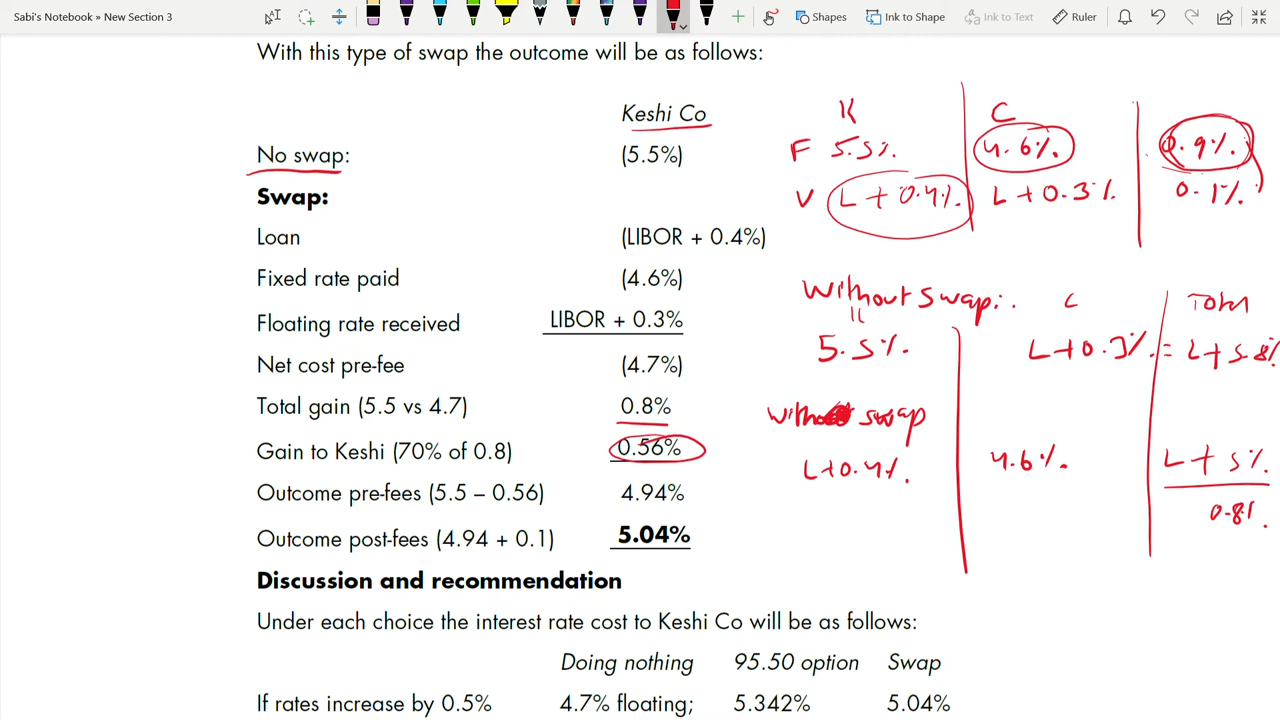 Sabi's Notebook » New Section 3
Shapes
Ink to Shape
Ink to Text
Ruler
With this type of swap the outcome will be as follows:
Keshi Co
No swap: (5.5%)
Swap:
Loan (LIBOR + 0.4%)
Fixed rate paid (4.6%)
Floating rate received LIBOR + 0.3%
Net cost pre-fee (4.7%)
Total gain (5.5 vs 4.7) 0.8%
Gain to Keshi (70% of 0.8) 0.56%
Outcome pre-fees (5.5 – 0.56) 4.94%
Outcome post-fees (4.94 + 0.1) 5.04%
Discussion and recommendation
Under each choice the interest rate cost to Keshi Co will be as follows:
Doing nothing 95.50 option Swap
If rates increase by 0.5% 4.7% floating; 5.342% 5.04%
K C
F 5.5% 4.6% 0.9%
V L + 0.4% L + 0.3% 0.1%
Without swap: C Total
5.5% L+0.3% = L+5.8%
With swap
L+0.4% 4.6% L + 5%
0.8%